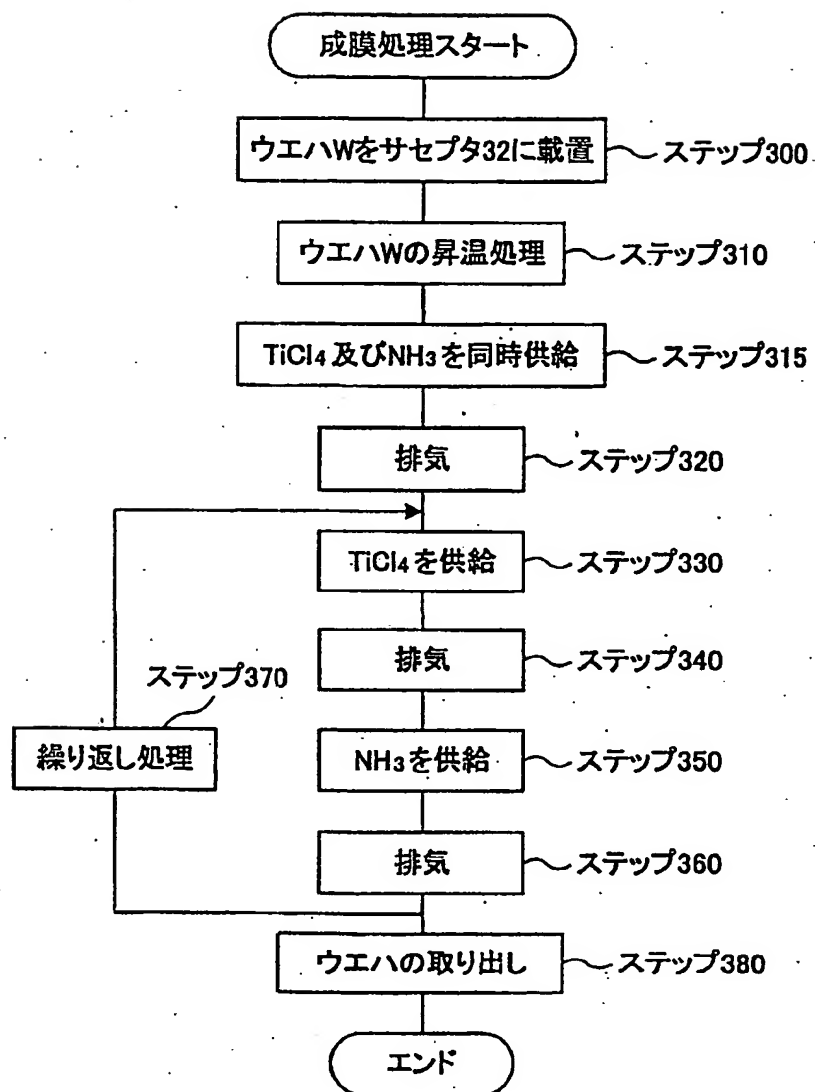 成膜処理スタート
ウエハWをサセプタ32に載置 ステップ300
ウエハWの昇温処理 ステップ310
TiCl₄及びNH₃を同時供給 ステップ315
排気 ステップ320
TiCl₄を供給 ステップ330
排気 ステップ340
ステップ370
繰り返し処理
NH₃を供給 ステップ350
排気 ステップ360
ウエハの取り出し ステップ380
エンド